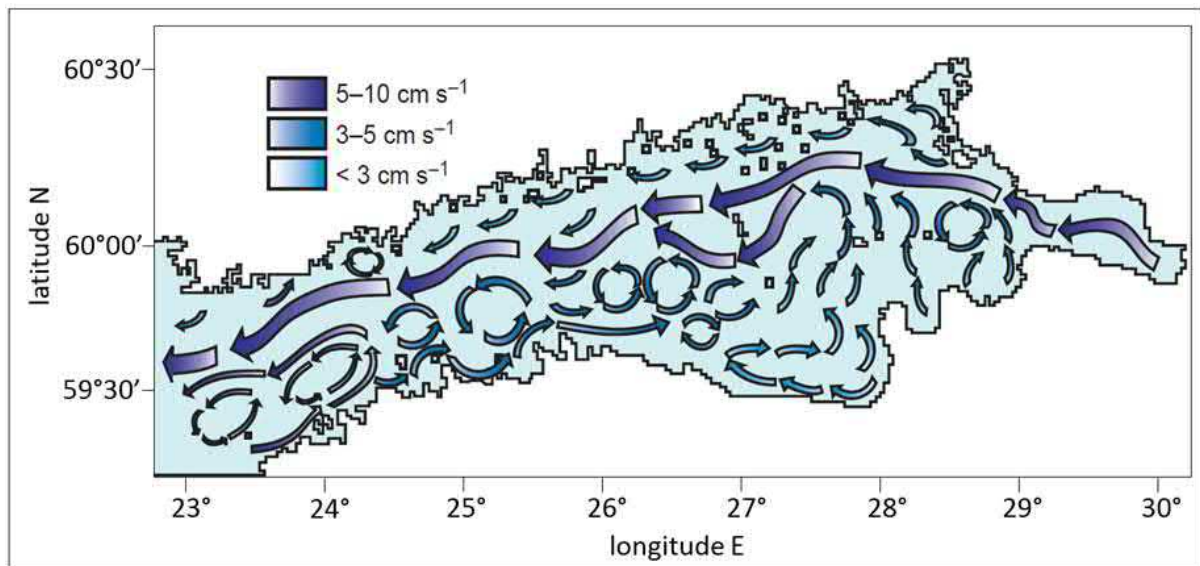 60°30′
60°00′
59°30′
latitude N
5–10 cm s⁻¹
3–5 cm s⁻¹
< 3 cm s⁻¹
23° 24° 25° 26° 27° 28° 29° 30°
longitude E